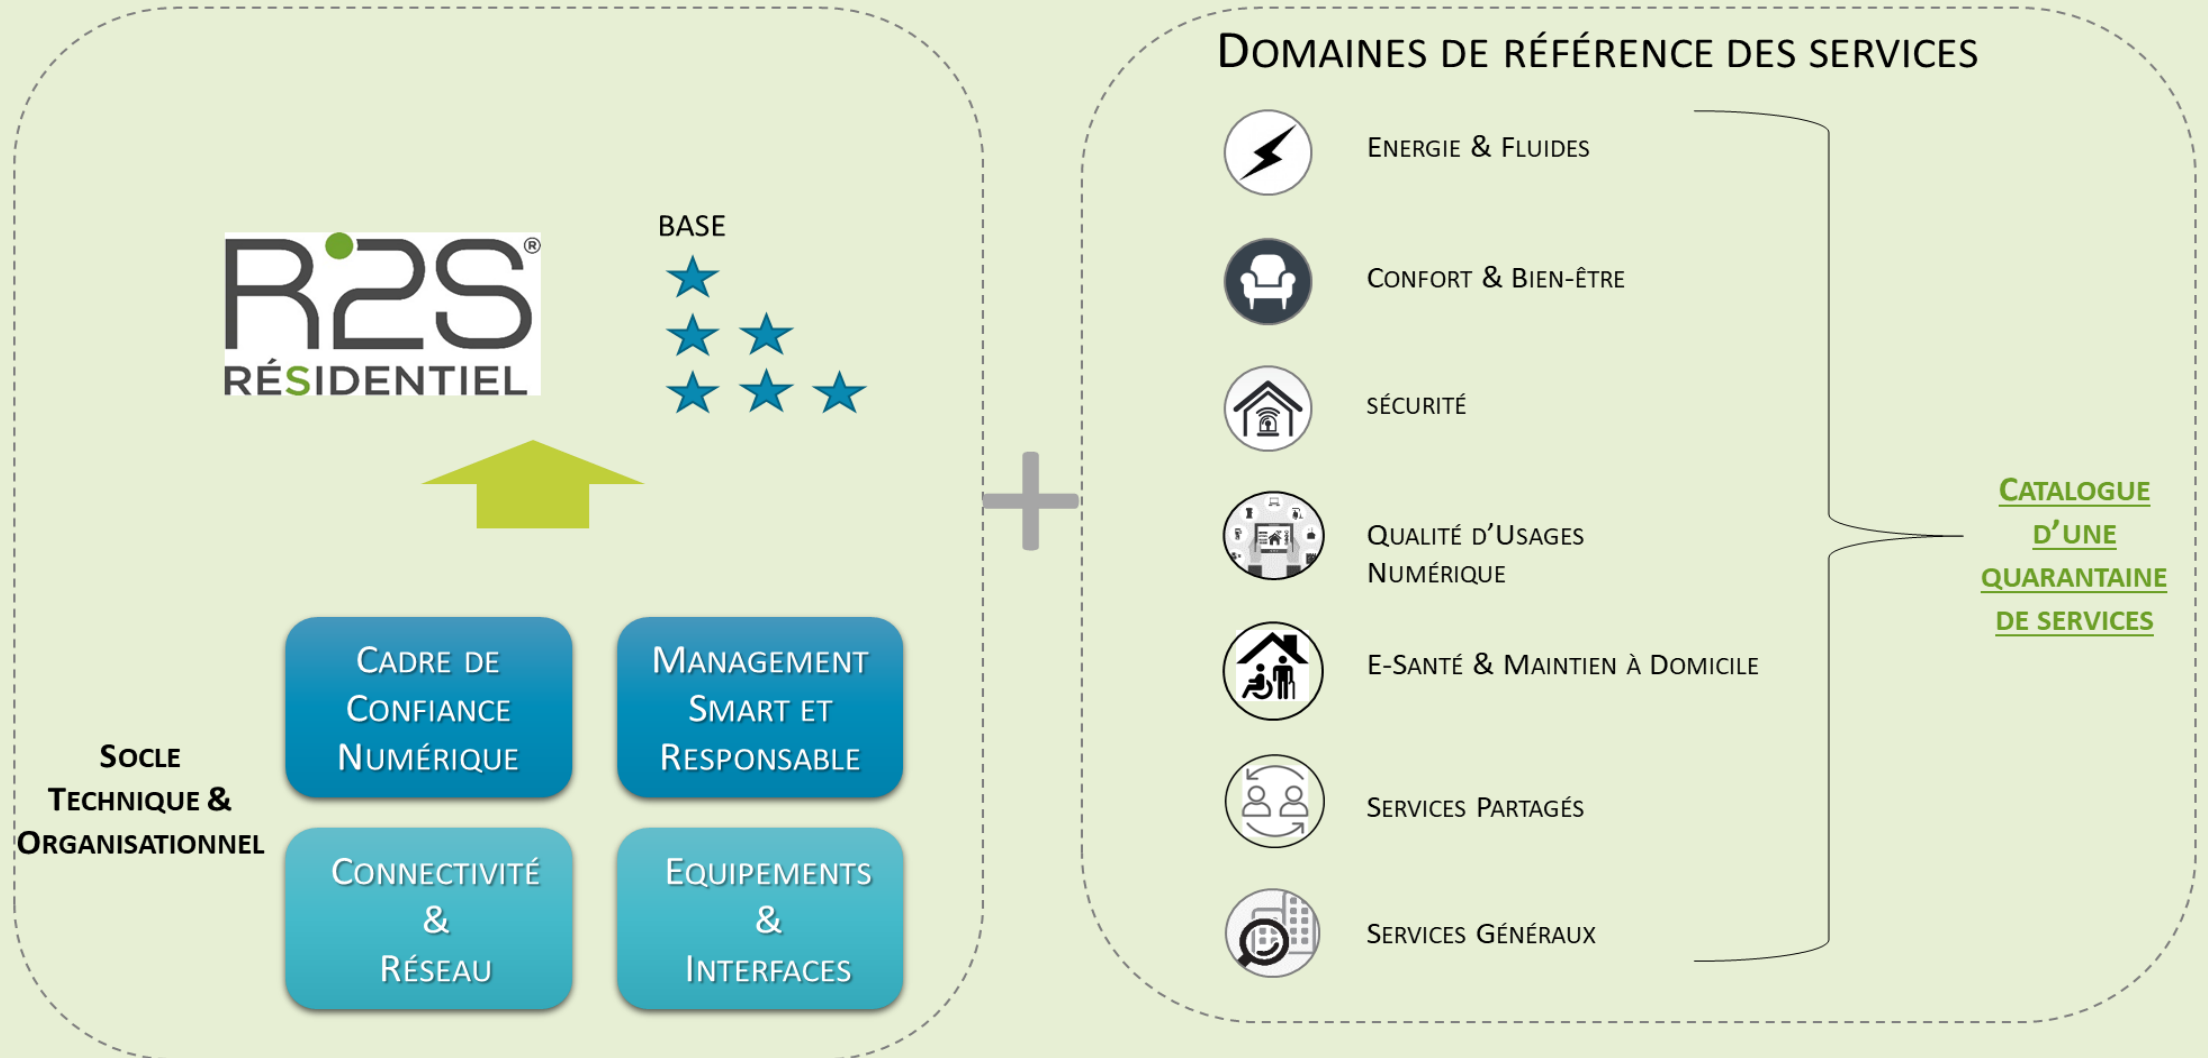 R2S®
RÉSIDENTIEL
BASE
SOCLE
TECHNIQUE &
ORGANISATIONNEL
CADRE DE
CONFIANCE
NUMÉRIQUE
MANAGEMENT
SMART ET
RESPONSABLE
CONNECTIVITÉ
&
RÉSEAU
EQUIPEMENTS
&
INTERFACES
DOMAINES DE RÉFÉRENCE DES SERVICES
ENERGIE & FLUIDES
CONFORT & BIEN-ÊTRE
SÉCURITÉ
QUALITÉ D'USAGES
NUMÉRIQUE
E-SANTÉ & MAINTIEN À DOMICILE
SERVICES PARTAGÉS
SERVICES GÉNÉRAUX
CATALOGUE
D'UNE
QUARANTAINE
DE SERVICES